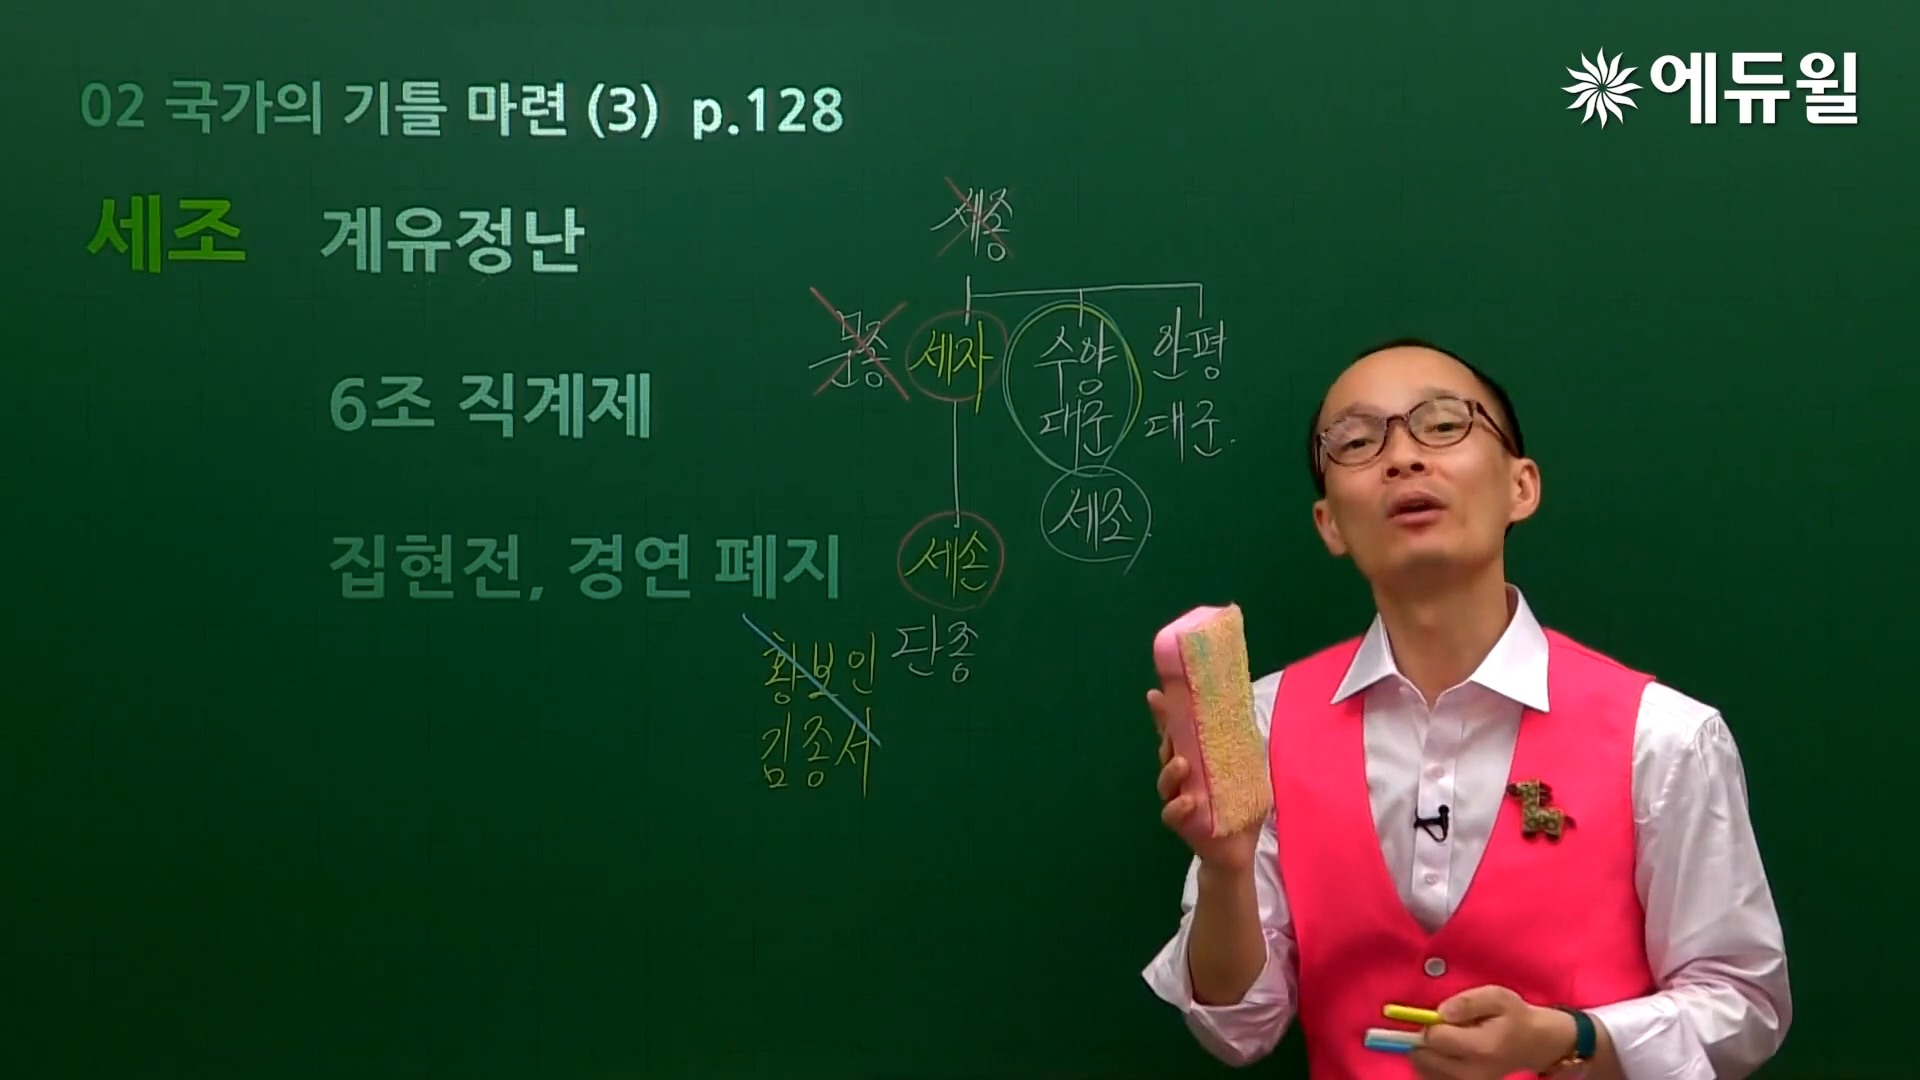 02 국가의 기틀 마련 (3) p.128
에듀윌
세조 계유정난
6조 직계제
집현전, 경연 폐지
세종
문종 세자 수양대군 안평대군.
세조.
세손
단종
황보인
김종서